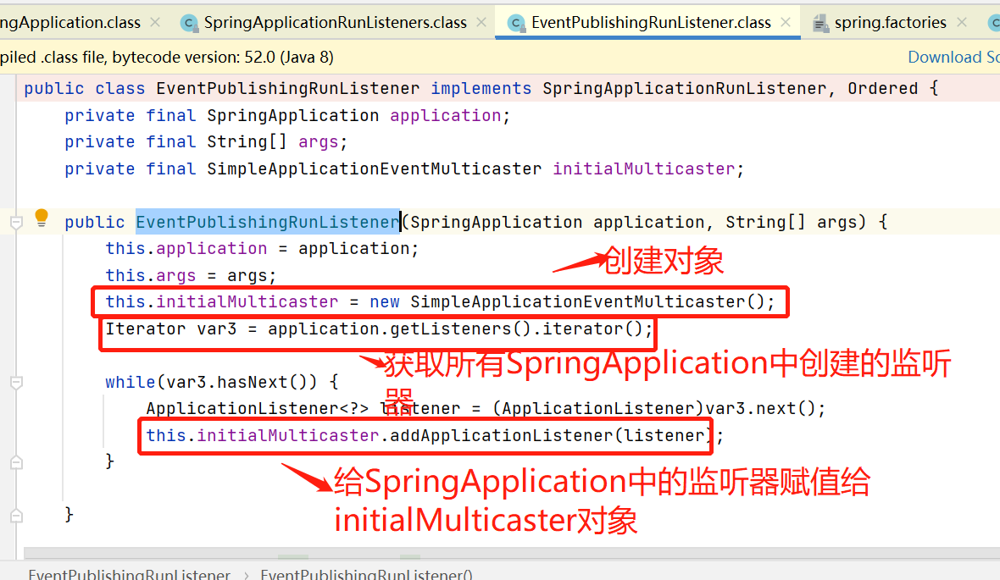 ngApplication.class × SpringApplicationRunListeners.class × EventPublishingRunListener.class × spring.factories ×
piled .class file, bytecode version: 52.0 (Java 8) Download So
public class EventPublishingRunListener implements SpringApplicationRunListener, Ordered {
private final SpringApplication application;
private final String[] args;
private final SimpleApplicationEventMulticaster initialMulticaster;
public EventPublishingRunListener(SpringApplication application, String[] args) {
this.application = application;
创建对象
this.args = args;
this.initialMulticaster = new SimpleApplicationEventMulticaster();
Iterator var3 = application.getListeners().iterator();
获取所有SpringApplication中创建的监听
器
while(var3.hasNext()) {
ApplicationListener<?> listener = (ApplicationListener)var3.next();
this.initialMulticaster.addApplicationListener(listener);
}
给SpringApplication中的监听器赋值给
initialMulticaster对象
}
EventPublishingRunListener › EventPublishingRunListener()